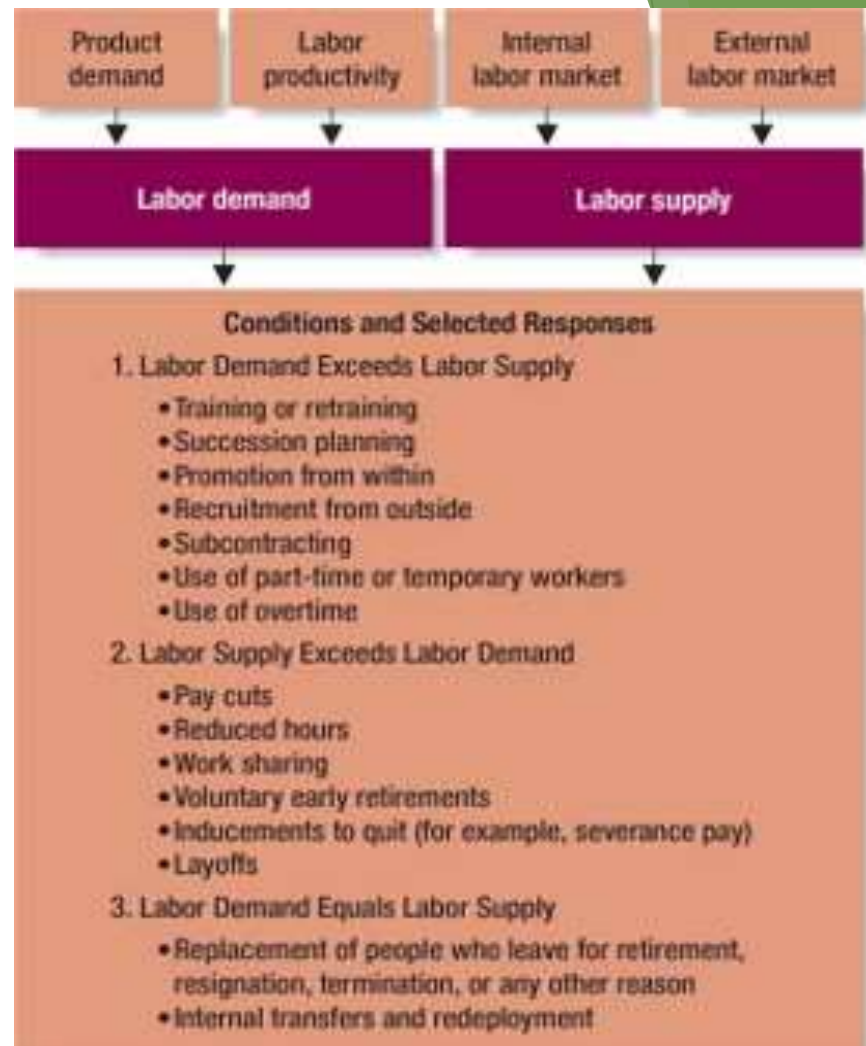 Product
demand
Labor
productivity
Internal
labor market
External
labor market
Labor demand
Labor supply
Conditions and Selected Responses
1. Labor Demand Exceeds Labor Supply
•Training or retraining
•Succession planning
•Promotion from within
•Recruitment from outside
•Subcontracting
•Use of part-time or temporary workers
•Use of overtime
2. Labor Supply Exceeds Labor Demand
•Pay cuts
•Reduced hours
•Work sharing
•Voluntary early retirements
•Inducements to quit (for example, severance pay)
•Layoffs
3. Labor Demand Equals Labor Supply
•Replacement of people who leave for retirement,
resignation, termination, or any other reason
•Internal transfers and redeployment